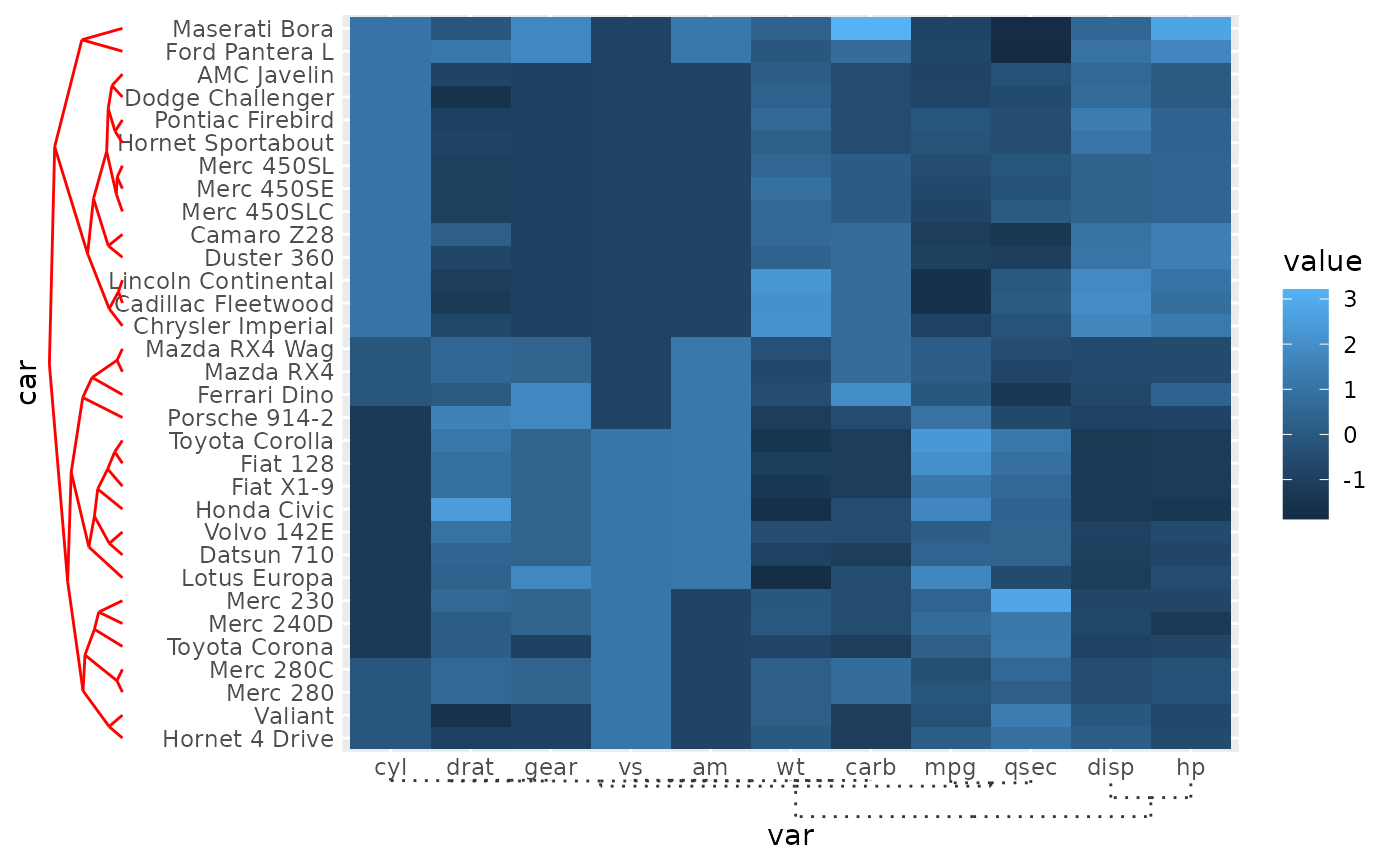 Maserati Bora
Ford Pantera L
AMC Javelin
Dodge Challenger
Pontiac Firebird
Hornet Sportabout
Merc 450SL
Merc 450SE
Merc 450SLC
Camaro Z28
Duster 360
Lincoln Continental
Cadillac Fleetwood
Chrysler Imperial
Mazda RX4 Wag
Mazda RX4
Ferrari Dino
Porsche 914-2
Toyota Corolla
Fiat 128
Fiat X1-9
Honda Civic
Volvo 142E
Datsun 710
Lotus Europa
Merc 230
Merc 240D
Toyota Corona
Merc 280C
Merc 280
Valiant
Hornet 4 Drive
car
cyl drat gear vs am wt carb mpg qsec disp hp
var
value
3
2
1
0
-1